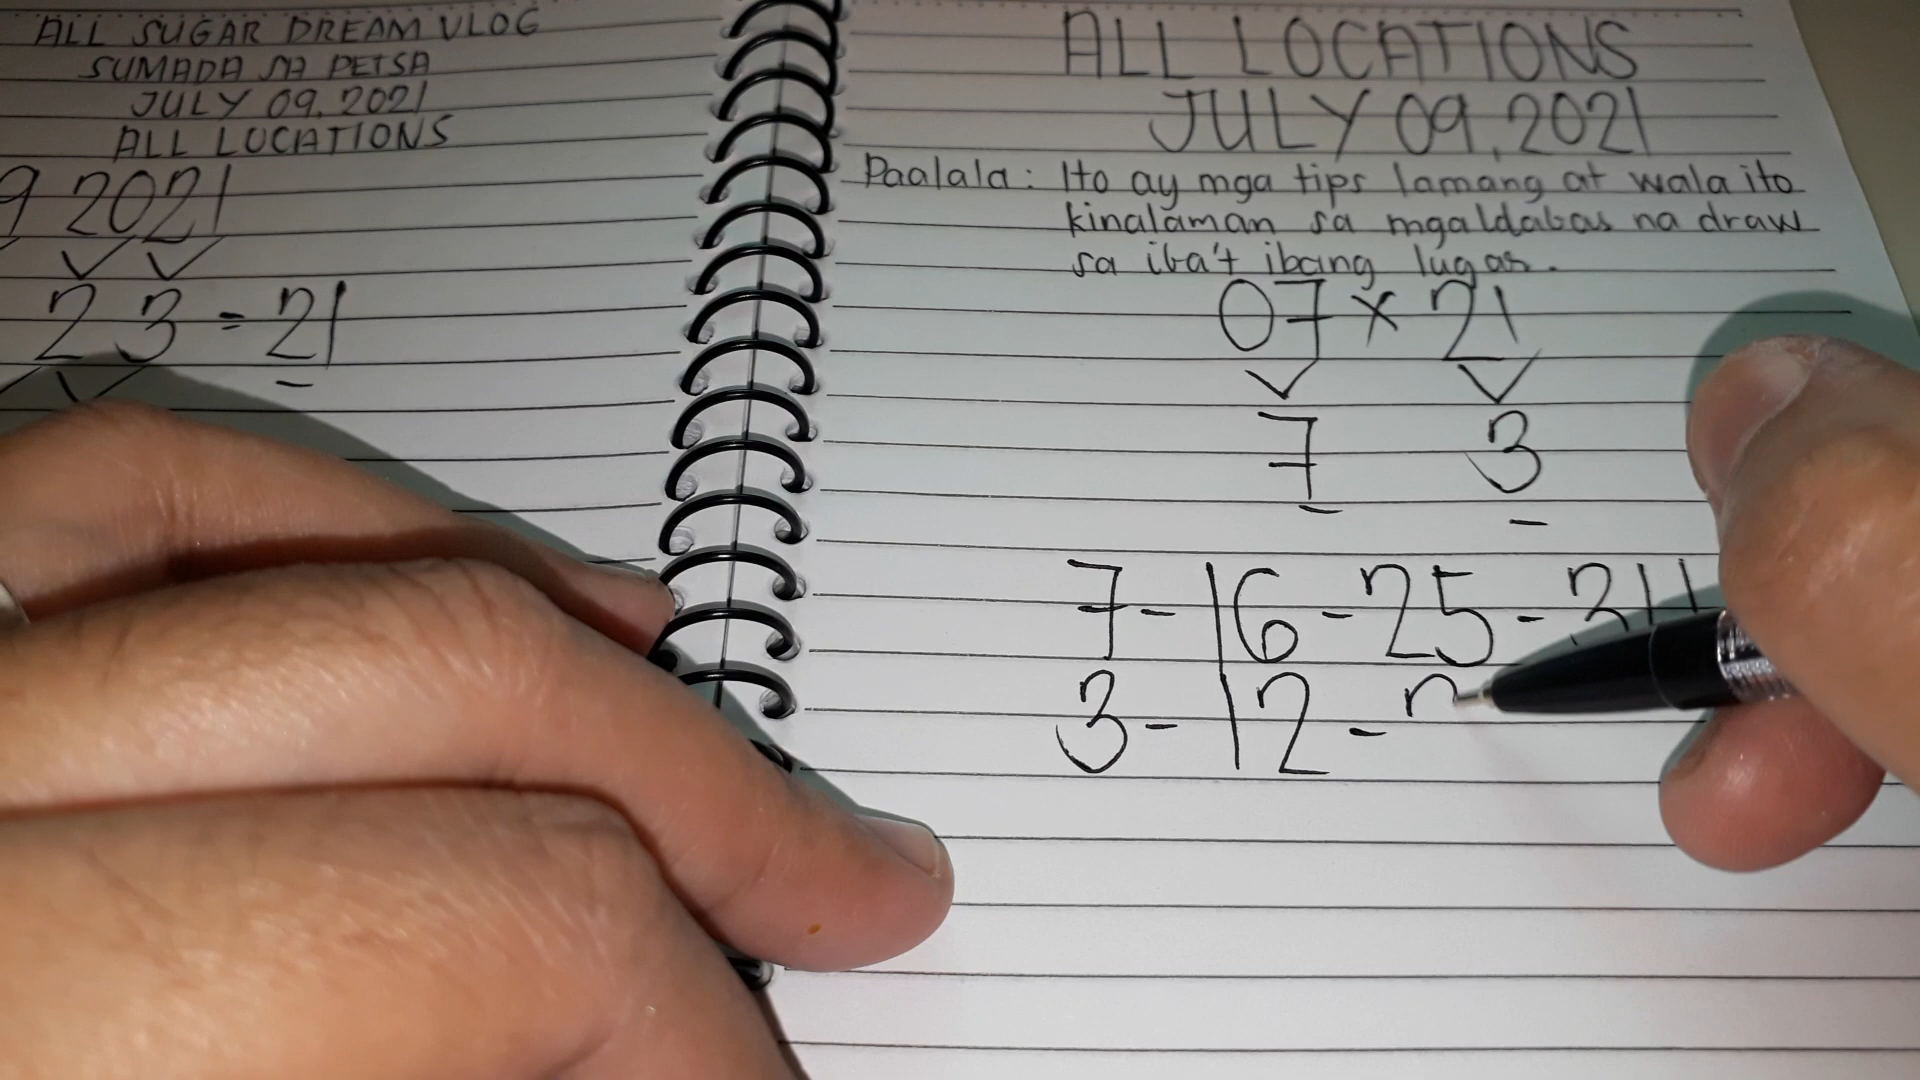 ALL SUGAR DREAM VLOG
SUMADA SA PETSA
JULY 09, 2021
ALL LOCATIONS
9 2021
2 3 = 21
ALL LOCATIONS
JULY 09, 2021
Paalala: Ito ay mga tips lamang at wala ito
kinalaman sa mga ldabas na draw
sa iba't ibang lugar.
07 x 21
7 3
7-16-25-34
3-12-